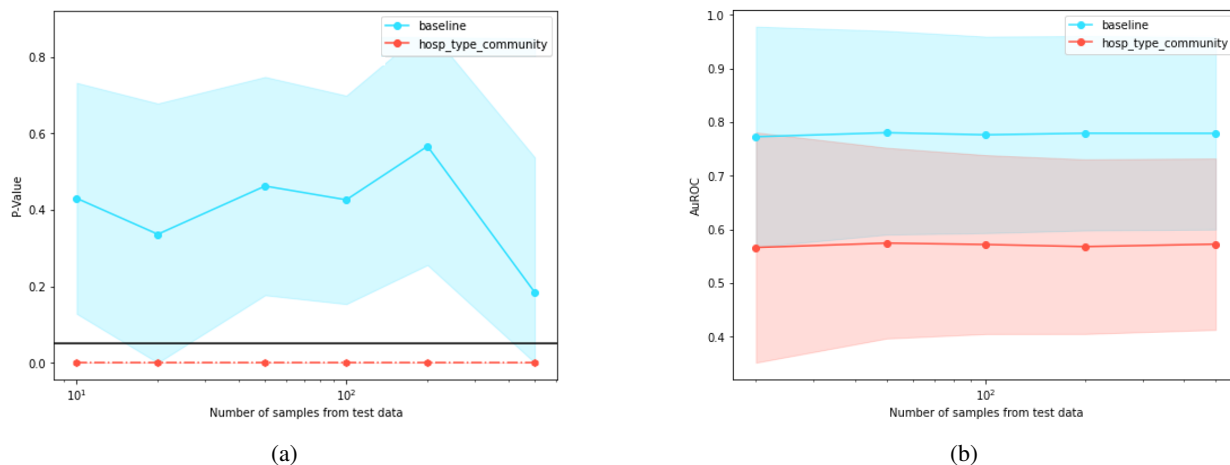 baseline
hosp_type_community
0.8
0.6
0.4
0.2
0.0
P-Value
10¹
10²
Number of samples from test data
(a)
baseline
hosp_type_community
1.0
0.9
0.8
0.7
0.6
0.5
0.4
AuROC
10²
Number of samples from test data
(b)